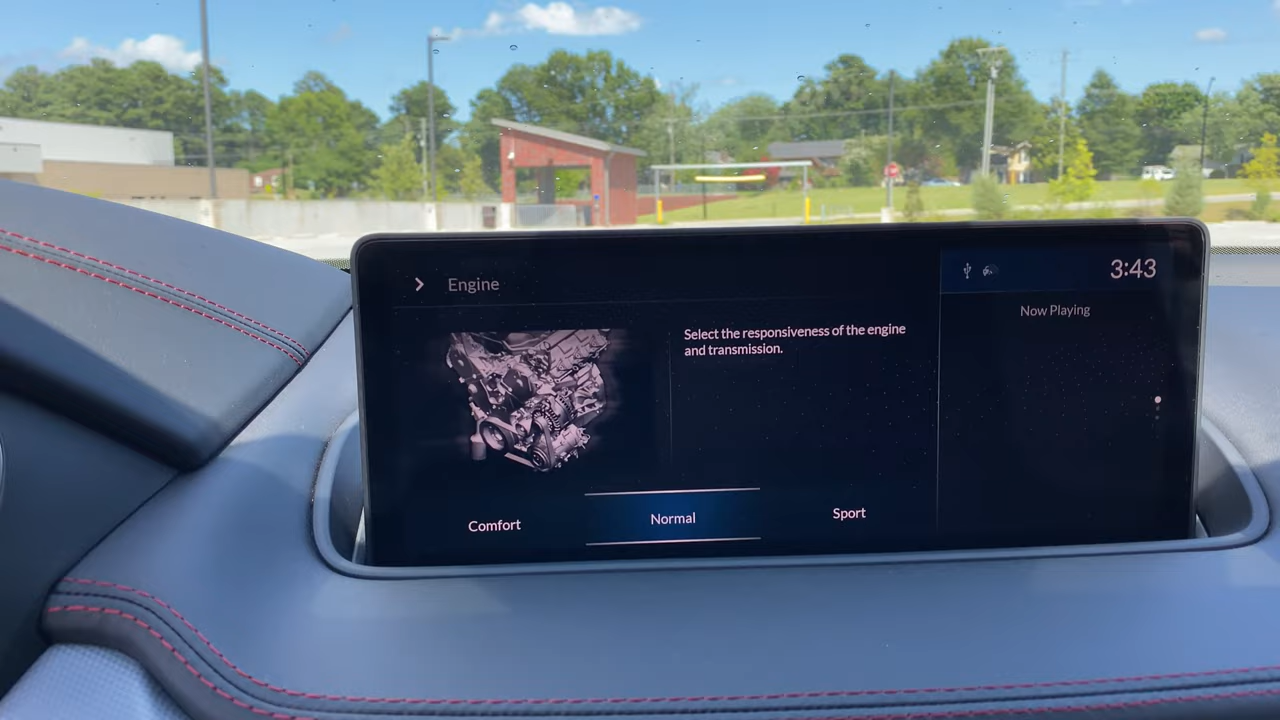 Engine
3:43
Now Playing
Select the responsiveness of the engine
and transmission.
Comfort
Normal
Sport